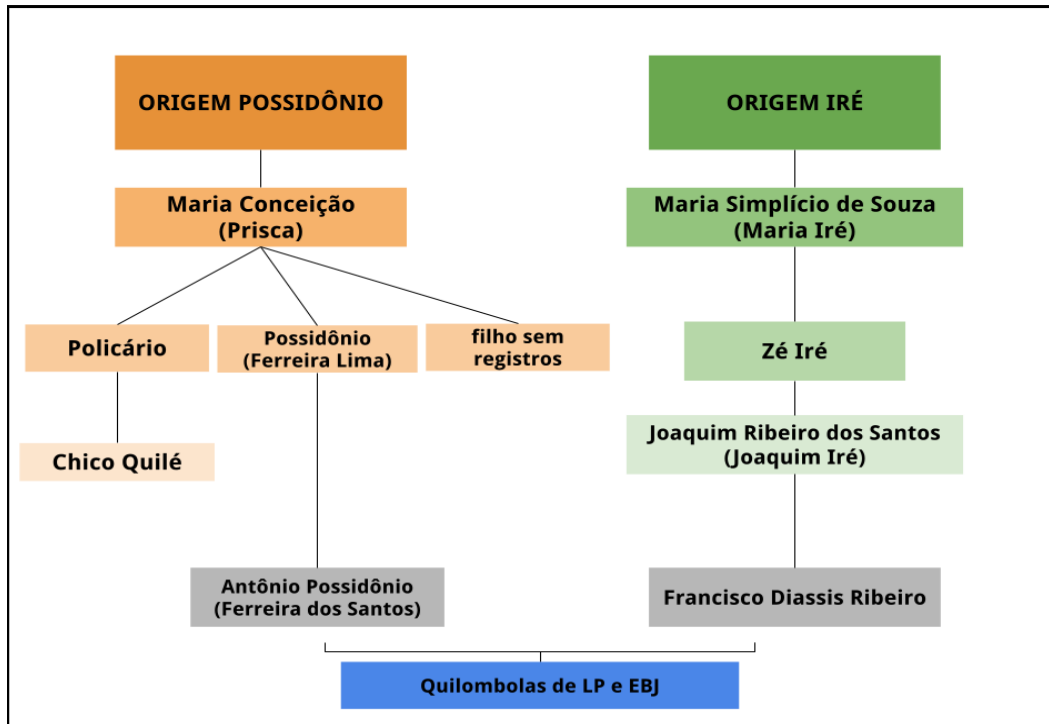 ORIGEM POSSIDÔNIO
ORIGEM IRÉ
Maria Conceição
(Prisca)
Maria Simplício de Souza
(Maria Iré)
Policário
Possidônio
(Ferreira Lima)
filho sem
registros
Zé Iré
Chico Quilé
Joaquim Ribeiro dos Santos
(Joaquim Iré)
Antônio Possidônio
(Ferreira dos Santos)
Francisco Diassis Ribeiro
Quilombolas de LP e EBJ